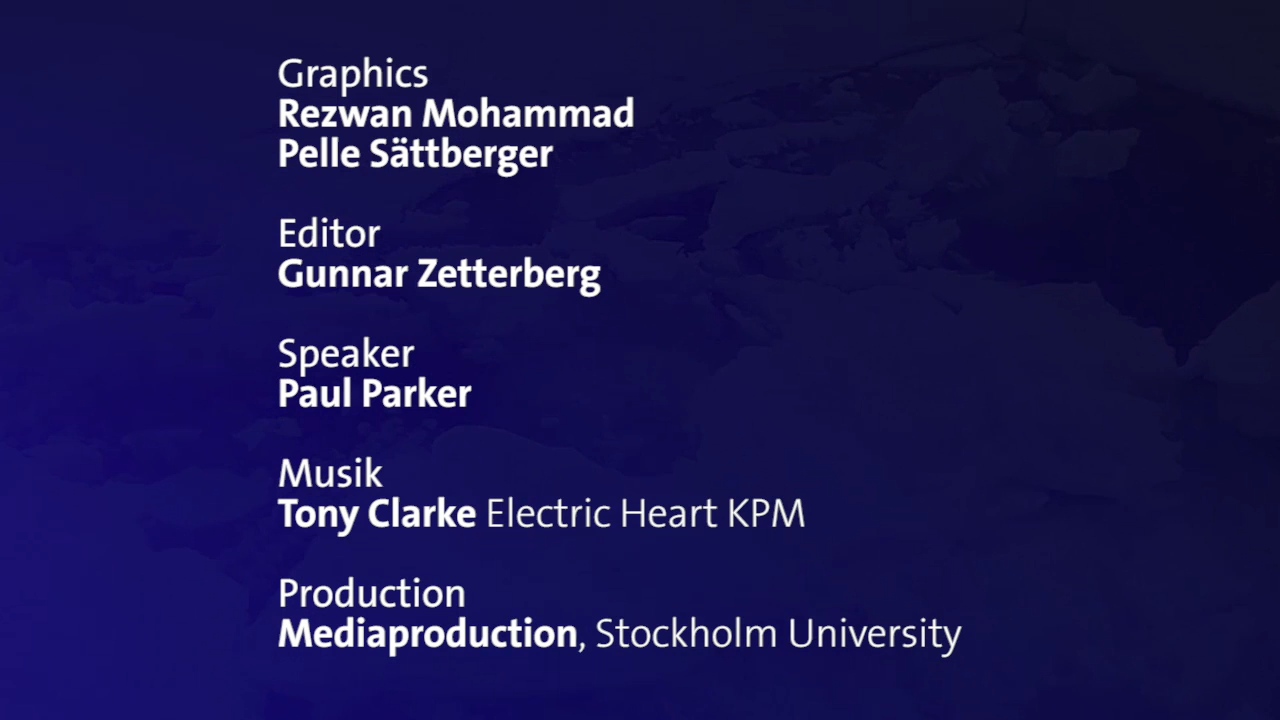 Graphics
Rezwan Mohammad
Pelle Sättberger
Editor
Gunnar Zetterberg
Speaker
Paul Parker
Musik
Tony Clarke Electric Heart KPM
Production
Mediaproduction, Stockholm University